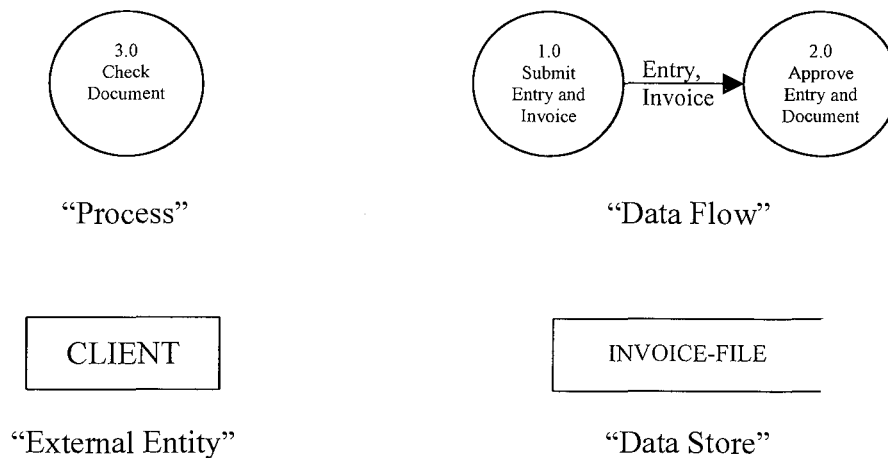 3.0
Check
Document
1.0
Submit
Entry and
Invoice
Entry,
Invoice
2.0
Approve
Entry and
Document
“Process”
“Data Flow”
CLIENT
INVOICE-FILE
“External Entity”
“Data Store”